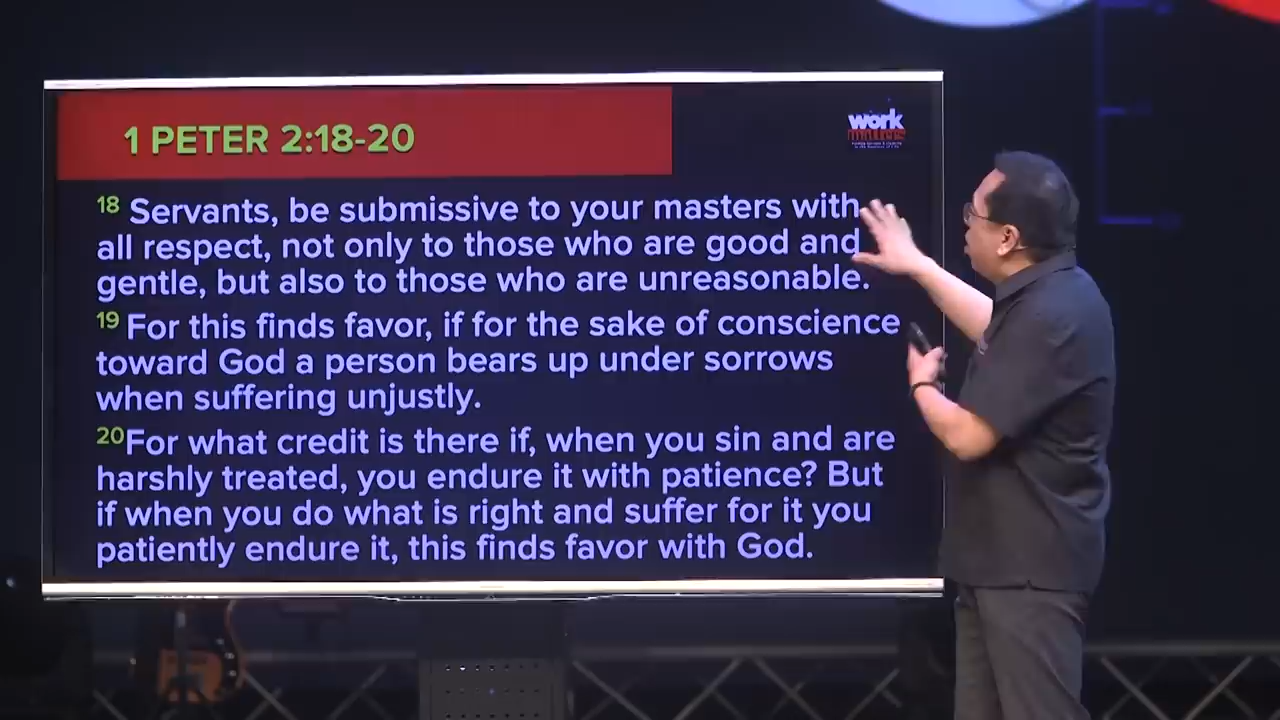 1 PETER 2:18-20
work
matters
18 Servants, be submissive to your masters with
all respect, not only to those who are good and
gentle, but also to those who are unreasonable.
19 For this finds favor, if for the sake of conscience
toward God a person bears up under sorrows
when suffering unjustly.
20For what credit is there if, when you sin and are
harshly treated, you endure it with patience? But
if when you do what is right and suffer for it you
patiently endure it, this finds favor with God.